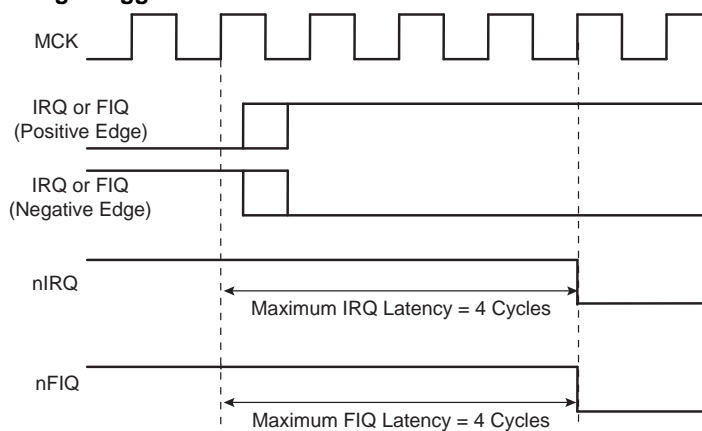 MCK
IRQ or FIQ
(Positive Edge)
IRQ or FIQ
(Negative Edge)
nIRQ
Maximum IRQ Latency = 4 Cycles
nFIQ
Maximum FIQ Latency = 4 Cycles